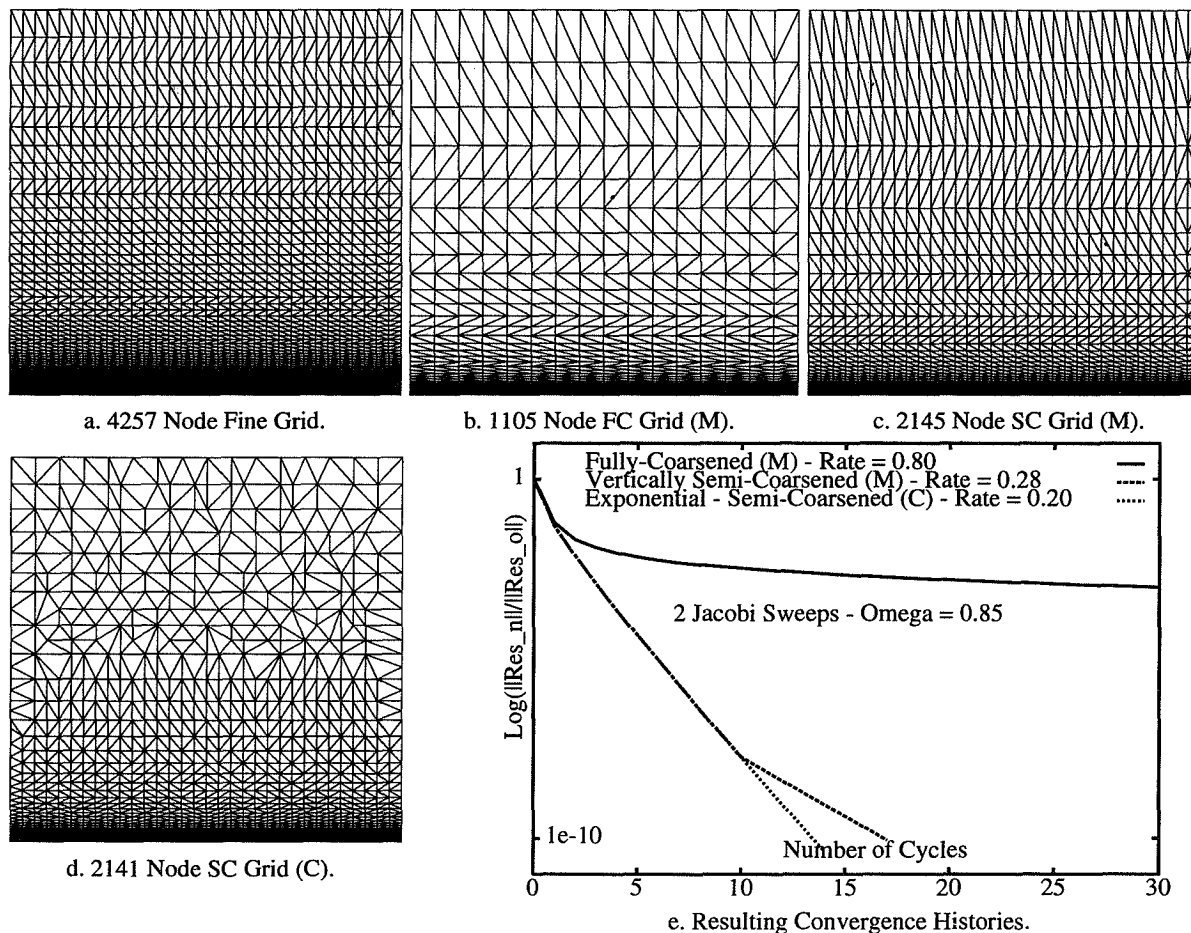 a. 4257 Node Fine Grid.
b. 1105 Node FC Grid (M).
c. 2145 Node SC Grid (M).
d. 2141 Node SC Grid (C).
Log(||Res_n||/||Res_o||)
1
1e-10
Fully-Coarsened (M) - Rate = 0.80
Vertically Semi-Coarsened (M) - Rate = 0.28
Exponential - Semi-Coarsened (C) - Rate = 0.20
2 Jacobi Sweeps - Omega = 0.85
Number of Cycles
0 5 10 15 20 25 30
e. Resulting Convergence Histories.